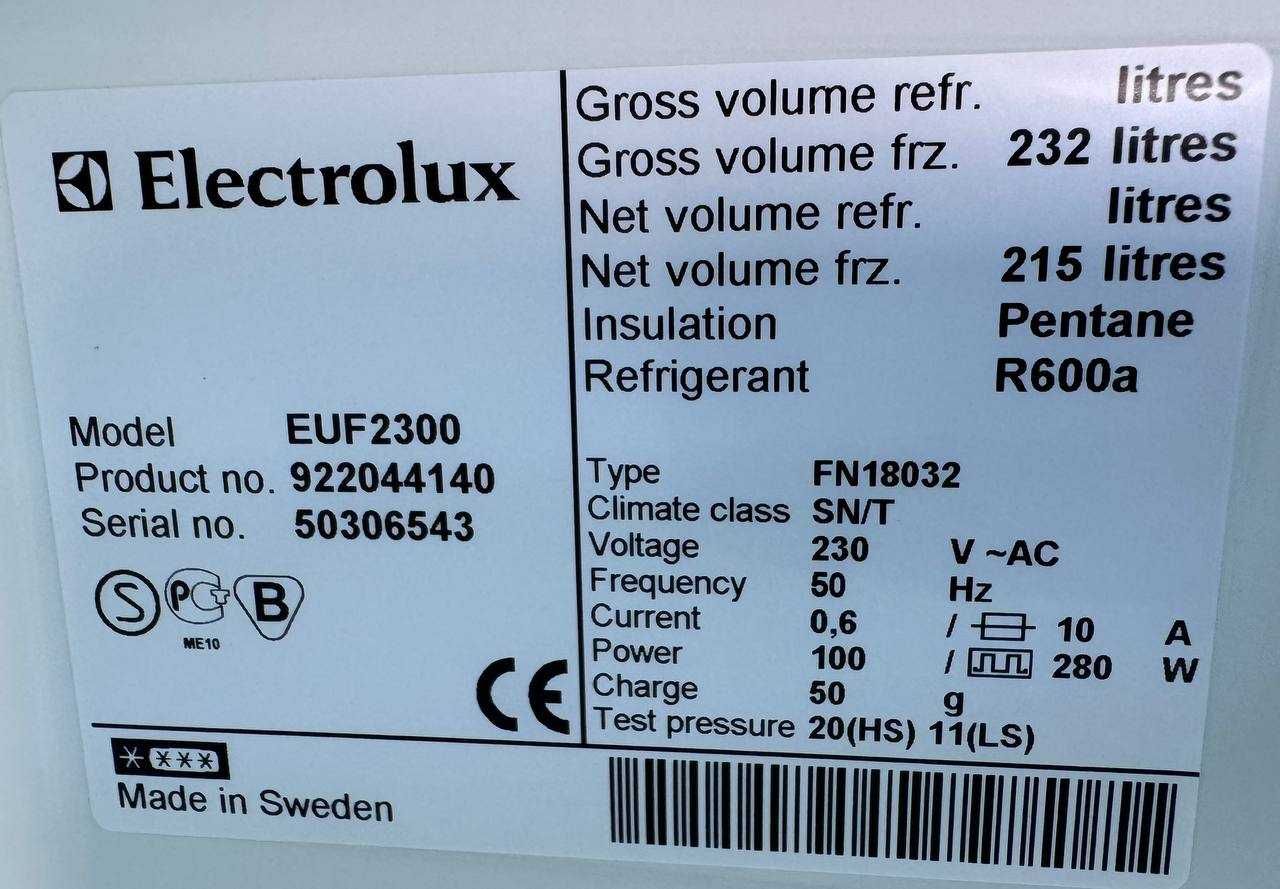 Electrolux
Model EUF2300
Product no. 922044140
Serial no. 50306543
S PCT B
ME10
CE
Gross volume refr. litres
Gross volume frz. 232 litres
Net volume refr. litres
Net volume frz. 215 litres
Insulation Pentane
Refrigerant R600a
Type FN18032
Climate class SN/T
Voltage 230 V ~AC
Frequency 50 Hz
Current 0,6 / 10 A
Power 100 / 280 W
Charge 50 g
Test pressure 20(HS) 11(LS)
* ***
Made in Sweden